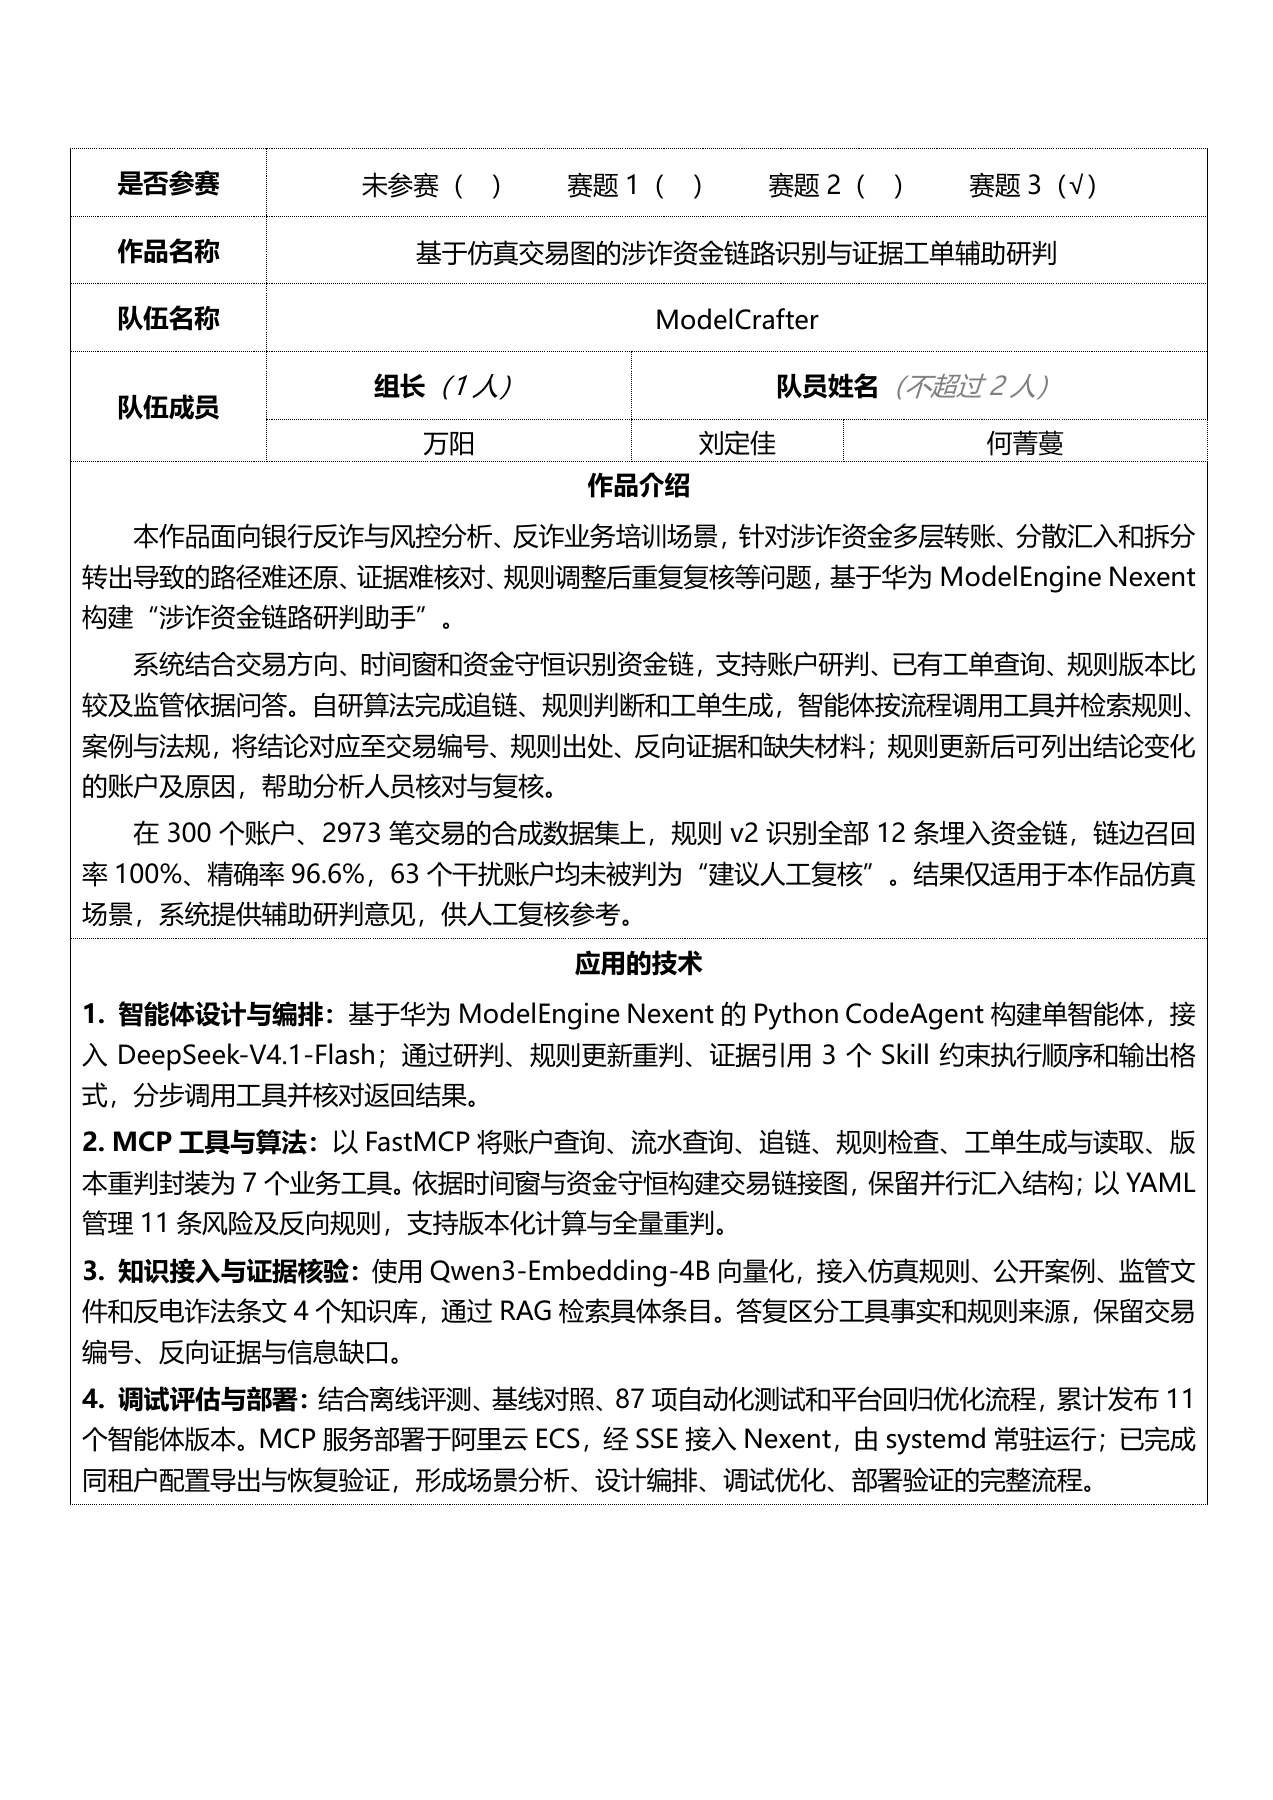 是否参赛 未参赛（ ） 赛题 1（ ） 赛题 2（ ） 赛题 3（√）
作品名称 基于仿真交易图的涉诈资金链路识别与证据工单辅助研判
队伍名称 ModelCrafter
队伍成员 组长（1 人） 队员姓名（不超过 2 人）
万阳 刘定佳 何菁蔓
作品介绍
本作品面向银行反诈与风控分析、反诈业务培训场景，针对涉诈资金多层转账、分散汇入和拆分
转出导致的路径难还原、证据难核对、规则调整后重复复核等问题，基于华为 ModelEngine Nexent
构建“涉诈资金链路研判助手”。
系统结合交易方向、时间窗和资金守恒识别资金链，支持账户研判、已有工单查询、规则版本比
较及监管依据问答。自研算法完成追链、规则判断和工单生成，智能体按流程调用工具并检索规则、
案例与法规，将结论对应至交易编号、规则出处、反向证据和缺失材料；规则更新后可列出结论变化
的账户及原因，帮助分析人员核对与复核。
在 300 个账户、2973 笔交易的合成数据集上，规则 v2 识别全部 12 条埋入资金链，链边召回
率 100%、精确率 96.6%，63 个干扰账户均未被判为“建议人工复核”。结果仅适用于本作品仿真
场景，系统提供辅助研判意见，供人工复核参考。
应用的技术
1. 智能体设计与编排：基于华为 ModelEngine Nexent 的 Python CodeAgent 构建单智能体，接
入 DeepSeek-V4.1-Flash；通过研判、规则更新重判、证据引用 3 个 Skill 约束执行顺序和输出格
式，分步调用工具并核对返回结果。
2. MCP 工具与算法：以 FastMCP 将账户查询、流水查询、追链、规则检查、工单生成与读取、版
本重判封装为 7 个业务工具。依据时间窗与资金守恒构建交易链接图，保留并行汇入结构；以 YAML
管理 11 条风险及反向规则，支持版本化计算与全量重判。
3. 知识接入与证据核验：使用 Qwen3-Embedding-4B 向量化，接入仿真规则、公开案例、监管文
件和反电诈法条文 4 个知识库，通过 RAG 检索具体条目。答复区分工具事实和规则来源，保留交易
编号、反向证据与信息缺口。
4. 调试评估与部署：结合离线评测、基线对照、87 项自动化测试和平台回归优化流程，累计发布 11
个智能体版本。MCP 服务部署于阿里云 ECS，经 SSE 接入 Nexent，由 systemd 常驻运行；已完成
同租户配置导出与恢复验证，形成场景分析、设计编排、调试优化、部署验证的完整流程。